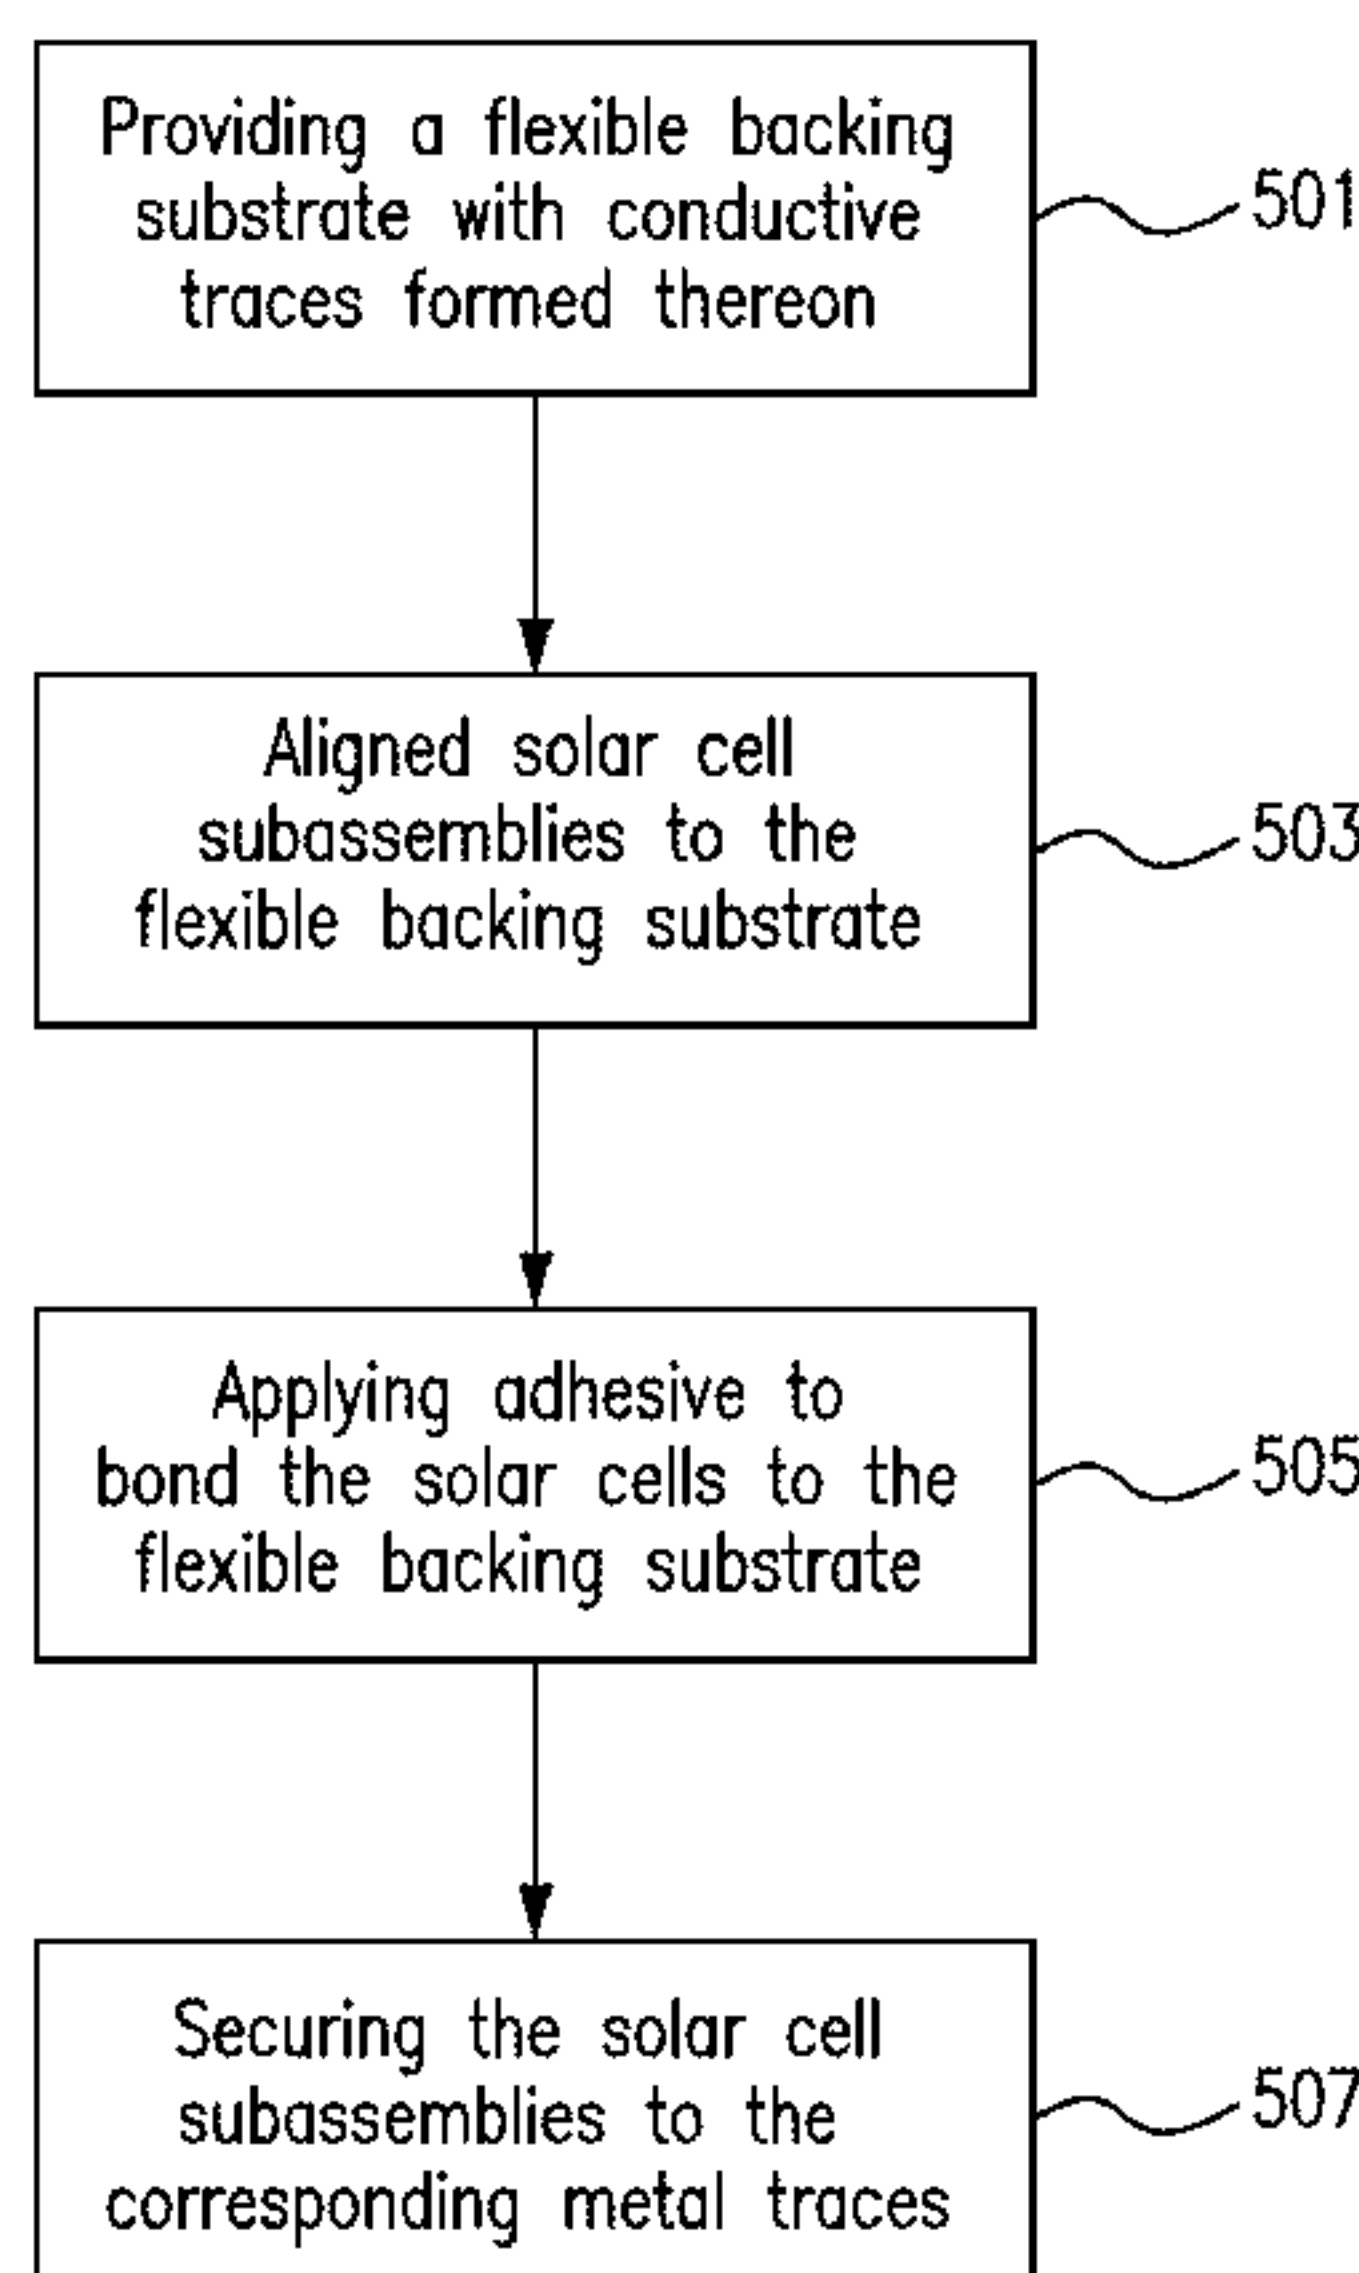 Providing a flexible backing
substrate with conductive
traces formed thereon
501
Aligned solar cell
subassemblies to the
flexible backing substrate
503
Applying adhesive to
bond the solar cells to the
flexible backing substrate
505
Securing the solar cell
subassemblies to the
corresponding metal traces
507